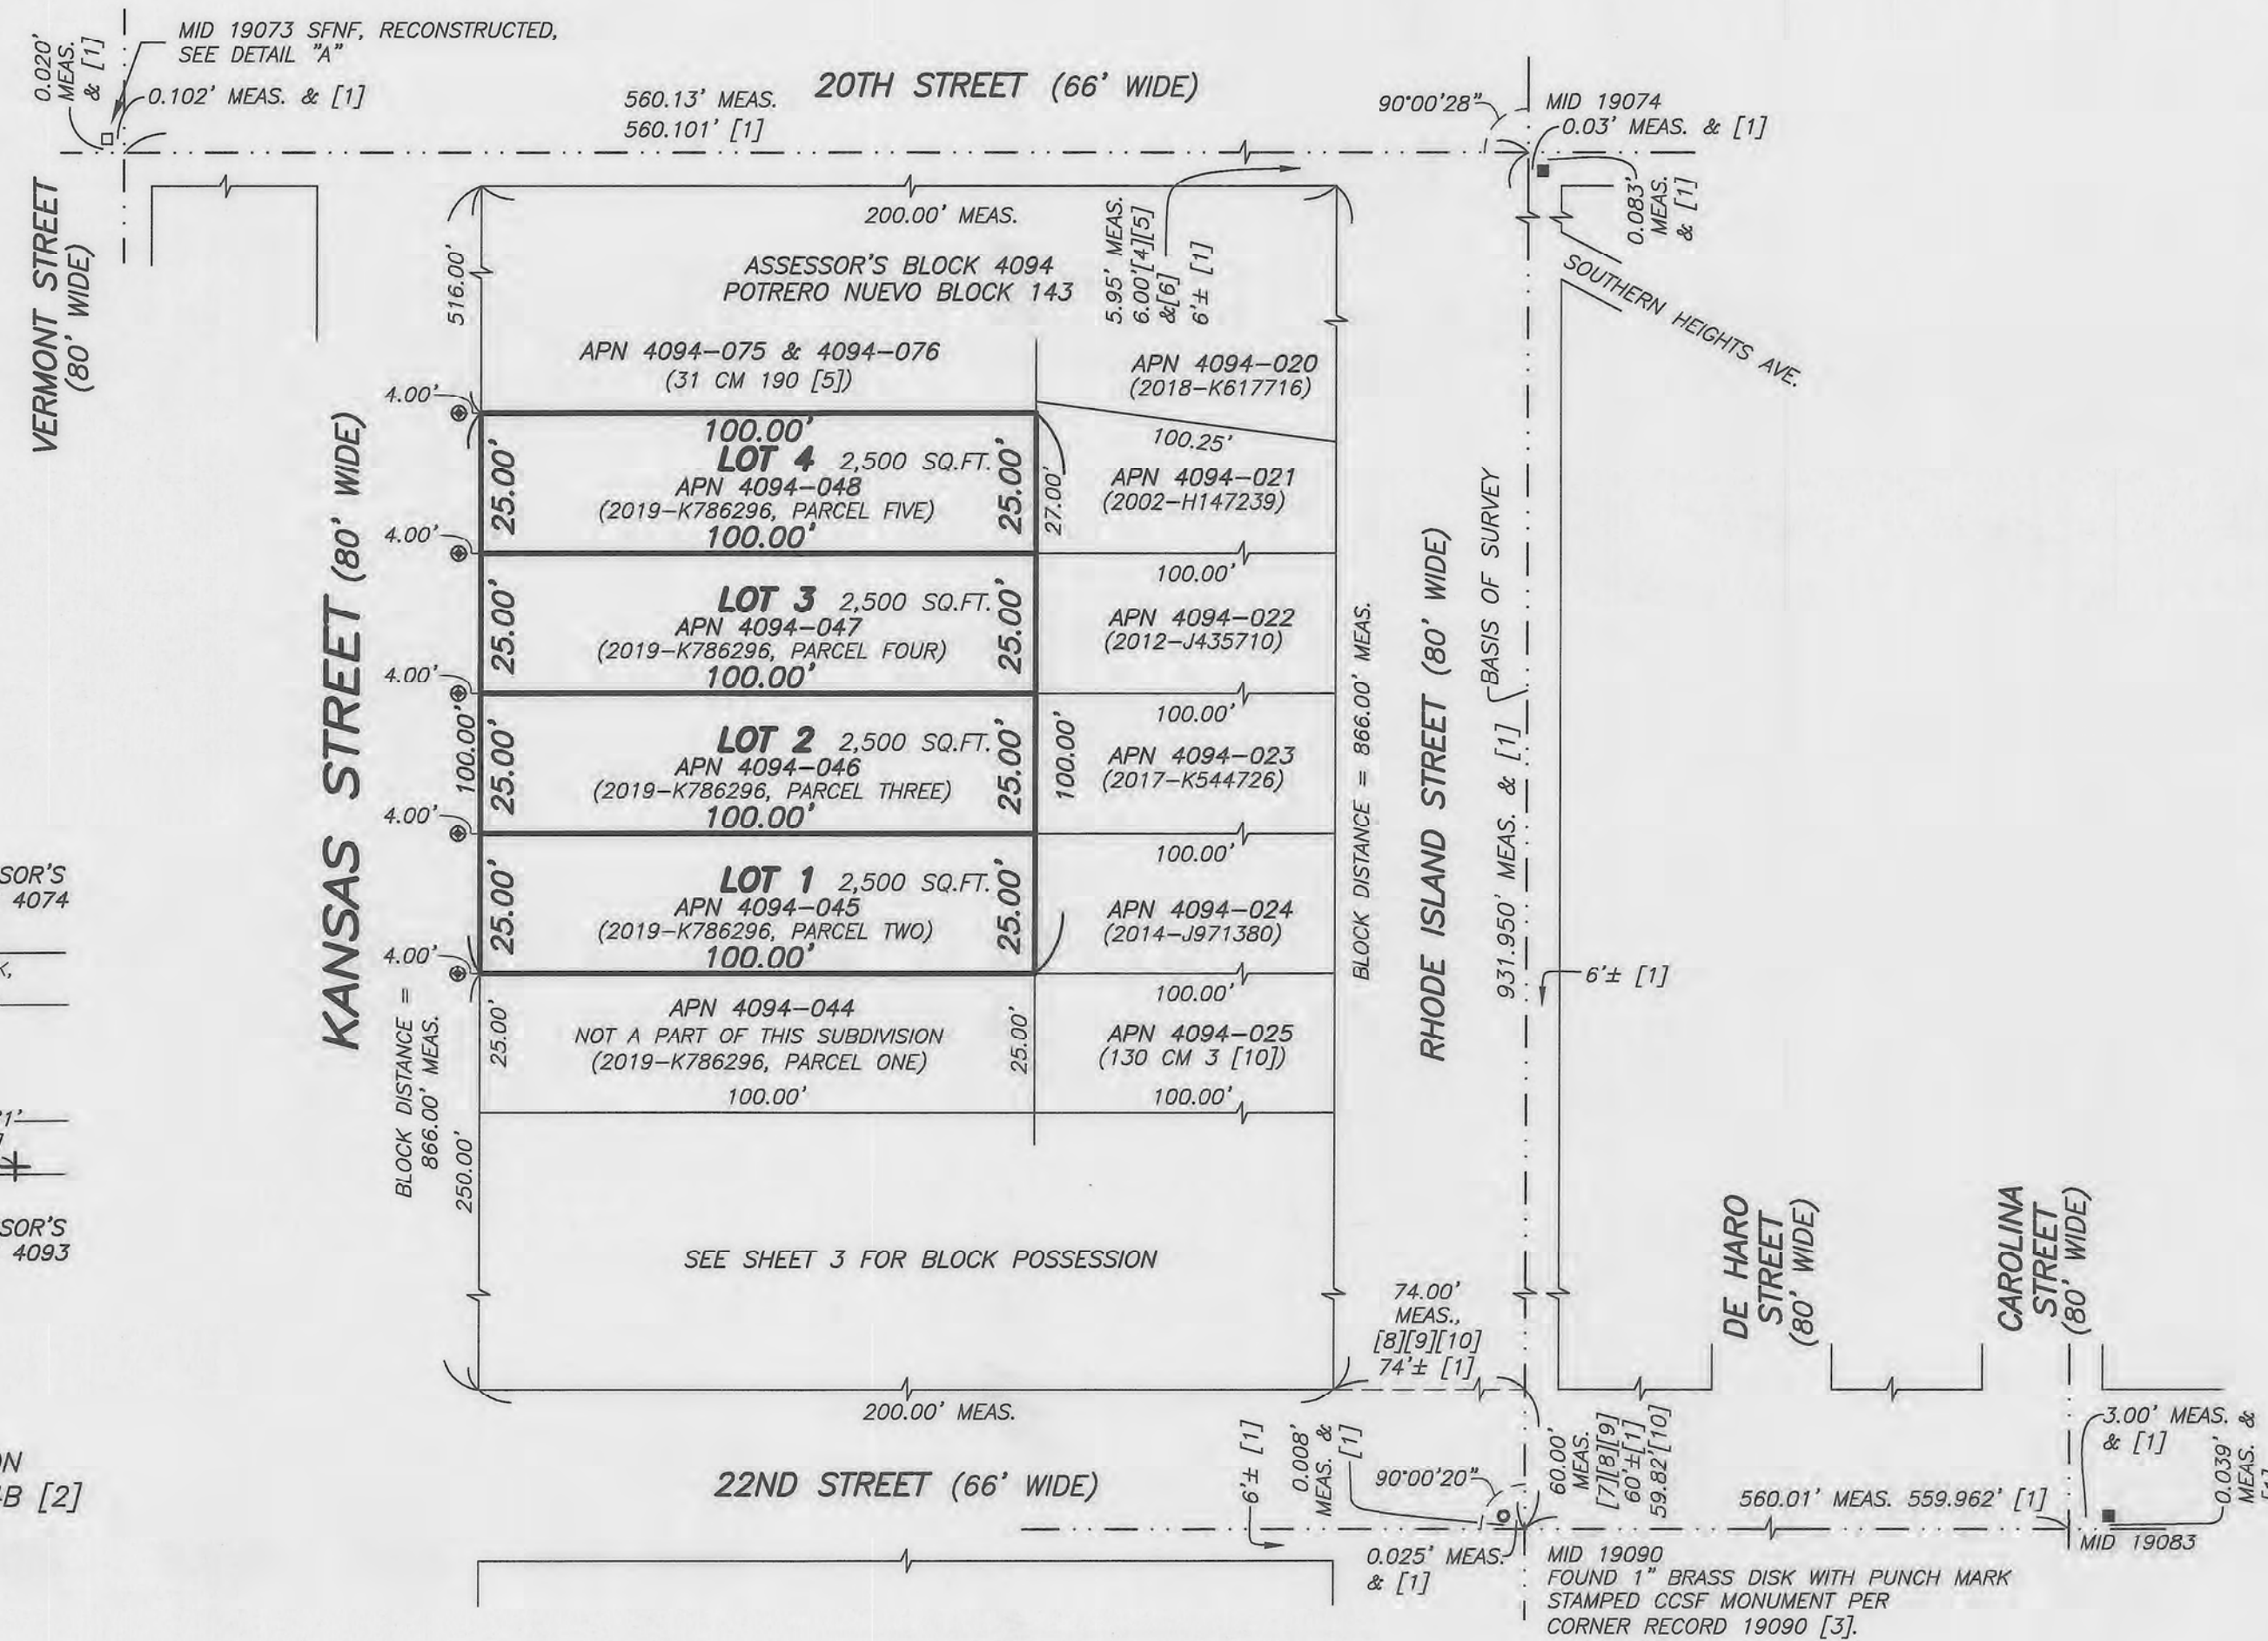 0.020'
MEAS.
& [1]
MID 19073 SFNF, RECONSTRUCTED,
SEE DETAIL "A"
0.102' MEAS. & [1]
560.13' MEAS.
560.101' [1]
20TH STREET (66' WIDE)
90°00'28"
MID 19074
0.03' MEAS. & [1]
0.083'
MEAS.
& [1]
SOUTHERN HEIGHTS AVE.
VERMONT STREET
(80' WIDE)
200.00' MEAS.
516.00'
ASSESSOR'S BLOCK 4094
POTRERO NUEVO BLOCK 143
5.95' MEAS.
6.00'[4][5]
&[6]
6'± [1]
APN 4094-075 & 4094-076
(31 CM 190 [5])
APN 4094-020
(2018-K617716)
KANSAS STREET (80' WIDE)
4.00'
100.00'
LOT 4 2,500 SQ.FT.
APN 4094-048
(2019-K786296, PARCEL FIVE)
100.00'
25.00'
25.00'
27.00'
100.25'
APN 4094-021
(2002-H147239)
4.00'
LOT 3 2,500 SQ.FT.
APN 4094-047
(2019-K786296, PARCEL FOUR)
100.00'
25.00'
25.00'
100.00'
APN 4094-022
(2012-J435710)
4.00'
100.00'
LOT 2 2,500 SQ.FT.
APN 4094-046
(2019-K786296, PARCEL THREE)
100.00'
25.00'
25.00'
100.00'
100.00'
APN 4094-023
(2017-K544726)
4.00'
LOT 1 2,500 SQ.FT.
APN 4094-045
(2019-K786296, PARCEL TWO)
100.00'
25.00'
25.00'
100.00'
APN 4094-024
(2014-J971380)
4.00'
BLOCK DISTANCE =
866.00' MEAS.
25.00'
APN 4094-044
NOT A PART OF THIS SUBDIVISION
(2019-K786296, PARCEL ONE)
100.00'
25.00'
100.00'
APN 4094-025
(130 CM 3 [10])
100.00'
250.00'
SEE SHEET 3 FOR BLOCK POSSESSION
BLOCK DISTANCE = 866.00' MEAS.
RHODE ISLAND STREET (80' WIDE)
931.950' MEAS. & [1]
BASIS OF SURVEY
6'± [1]
SOR'S
4074
K,
1'
SOR'S
4093
ON
4B [2]
DE HARO
STREET
(80' WIDE)
CAROLINA
STREET
(80' WIDE)
74.00'
MEAS.,
[8][9][10]
74'± [1]
200.00' MEAS.
22ND STREET (66' WIDE)
6'± [1]
0.008'
MEAS. &
[1]
90°00'20"
60.00'
MEAS.
[7][8][9]
60'±[1]
59.82'[10]
560.01' MEAS. 559.962' [1]
3.00' MEAS. &
& [1]
0.039'
MEAS. &
MID 19083
0.025' MEAS.
& [1]
MID 19090
FOUND 1" BRASS DISK WITH PUNCH MARK
STAMPED CCSF MONUMENT PER
CORNER RECORD 19090 [3].